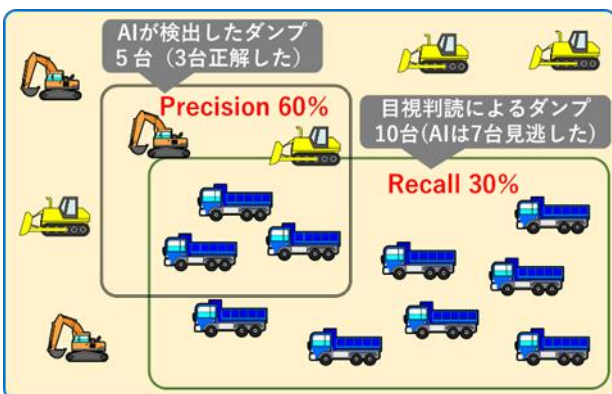 AIが検出したダンプ
5台（3台正解した）
Precision 60%
目視判読によるダンプ
10台(AIは7台見逃した)
Recall 30%